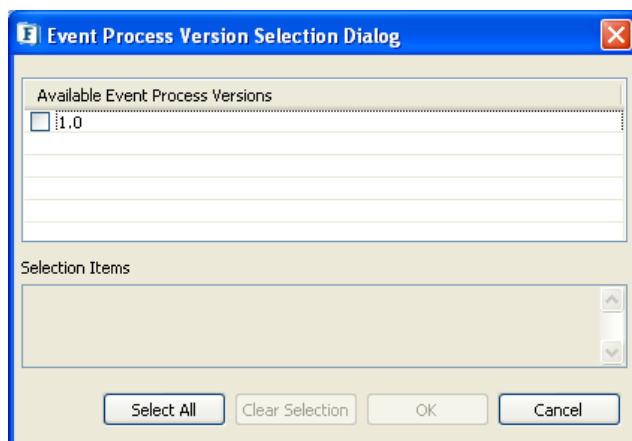 F Event Process Version Selection Dialog
Available Event Process Versions
1.0
Selection Items
Select All Clear Selection OK Cancel